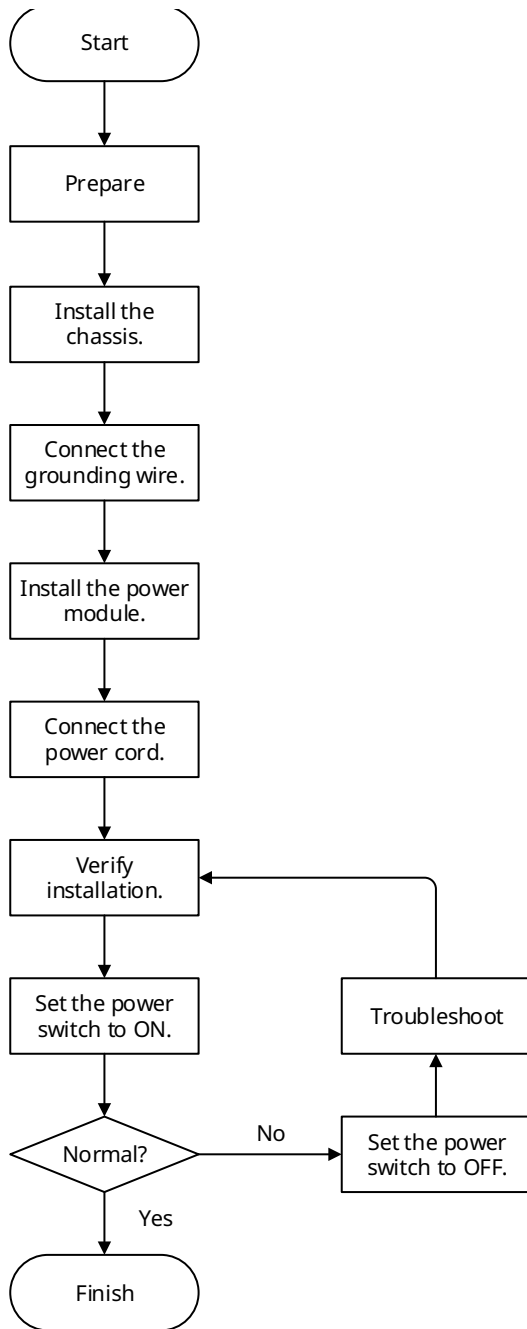 Start
Prepare
Install the
chassis.
Connect the
grounding wire.
Install the power
module.
Connect the
power cord.
Verify
installation.
Set the power
switch to ON.
Troubleshoot
Normal?
No
Set the power
switch to OFF.
Yes
Finish